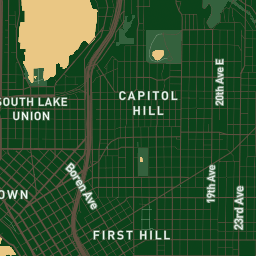 20th Ave E
CAPITOL
HILL
SOUTH LAKE
UNION
Boren Ave
19th Ave
23rd Ave
OWN
FIRST HILL